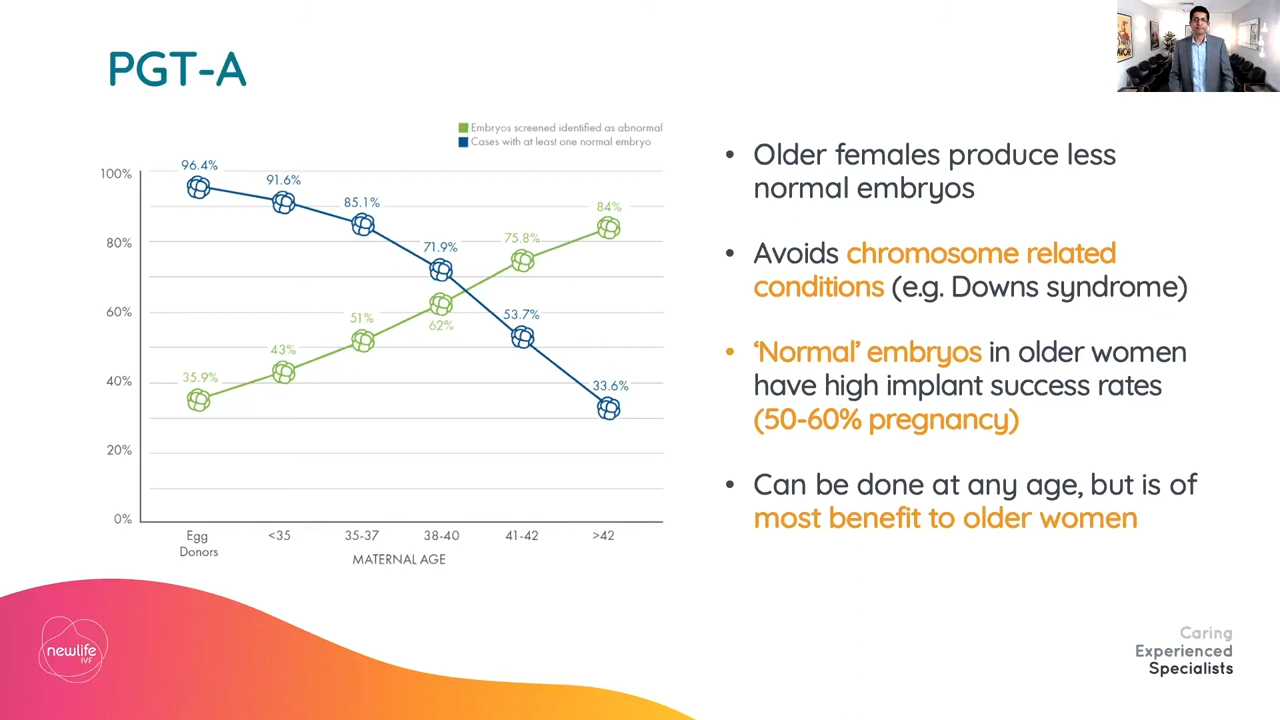 PGT-A
Embryos screened identified as abnormal
Cases with at least one normal embryo
100%
80%
60%
40%
20%
0%
96.4%
91.6%
85.1%
71.9%
53.7%
33.6%
35.9%
43%
51%
62%
75.8%
84%
Egg
Donors
<35
35-37
38-40
41-42
>42
MATERNAL AGE
• Older females produce less
normal embryos
• Avoids chromosome related
conditions (e.g. Downs syndrome)
• ‘Normal’ embryos in older women
have high implant success rates
(50-60% pregnancy)
• Can be done at any age, but is of
most benefit to older women
newlife
IVF
Caring
Experienced
Specialists